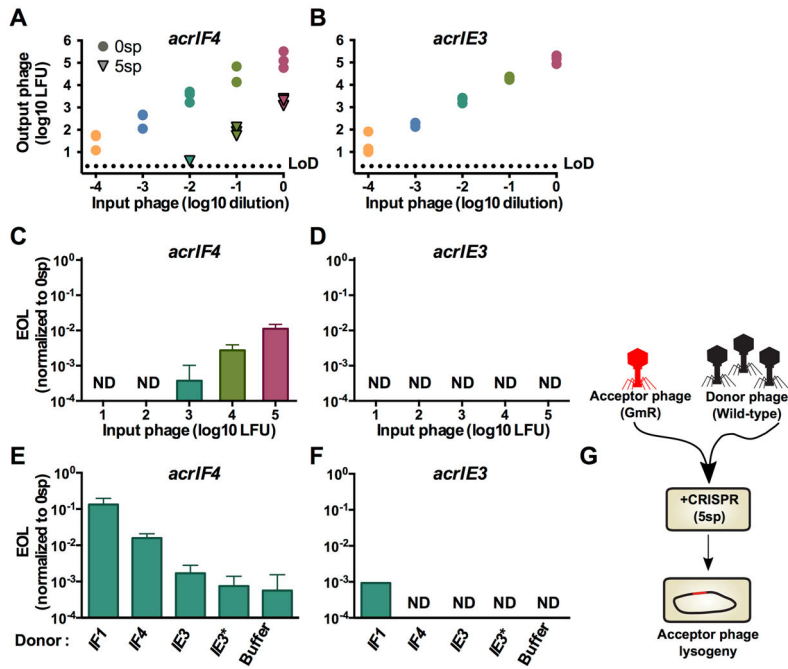 A
acrIF4
Output phage
(log10 LFU)
6
5
4
3
2
1
0sp
5sp
LoD
-4 -3 -2 -1 0
Input phage (log10 dilution)
B
acrIE3
6
5
4
3
2
1
LoD
-4 -3 -2 -1 0
Input phage (log10 dilution)
C
acrIF4
EOL
(normalized to 0sp)
10^0
10^-1
10^-2
10^-3
10^-4
ND ND
1 2 3 4 5
Input phage (log10 LFU)
D
acrIE3
10^0
10^-1
10^-2
10^-3
10^-4
ND ND ND ND ND
1 2 3 4 5
Input phage (log10 LFU)
E
acrIF4
EOL
(normalized to 0sp)
10^0
10^-1
10^-2
10^-3
10^-4
Donor : IF1 IF4 IE3 IE3* Buffer
F
acrIE3
10^0
10^-1
10^-2
10^-3
10^-4
ND ND ND ND
IF1 IF4 IE3 IE3* Buffer
G
Acceptor phage
(GmR)
Donor phage
(Wild-type)
+CRISPR
(5sp)
Acceptor phage
lysogeny